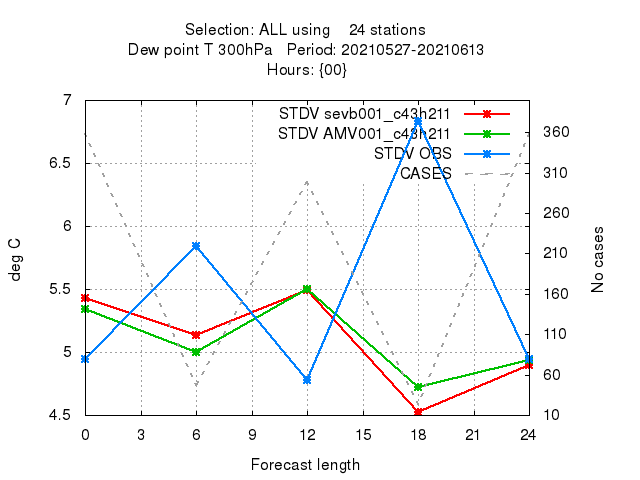 Selection: ALL using    24 stations
Dew point T 300hPa   Period: 20210527-20210613
Hours: {00}
STDV sevb001_c43h211
STDV AMV001_c43h211
STDV OBS
CASES
7
6.5
6
5.5
5
4.5
360
310
260
210
160
110
60
10
deg C
No cases
0 3 6 9 12 15 18 21 24
Forecast length